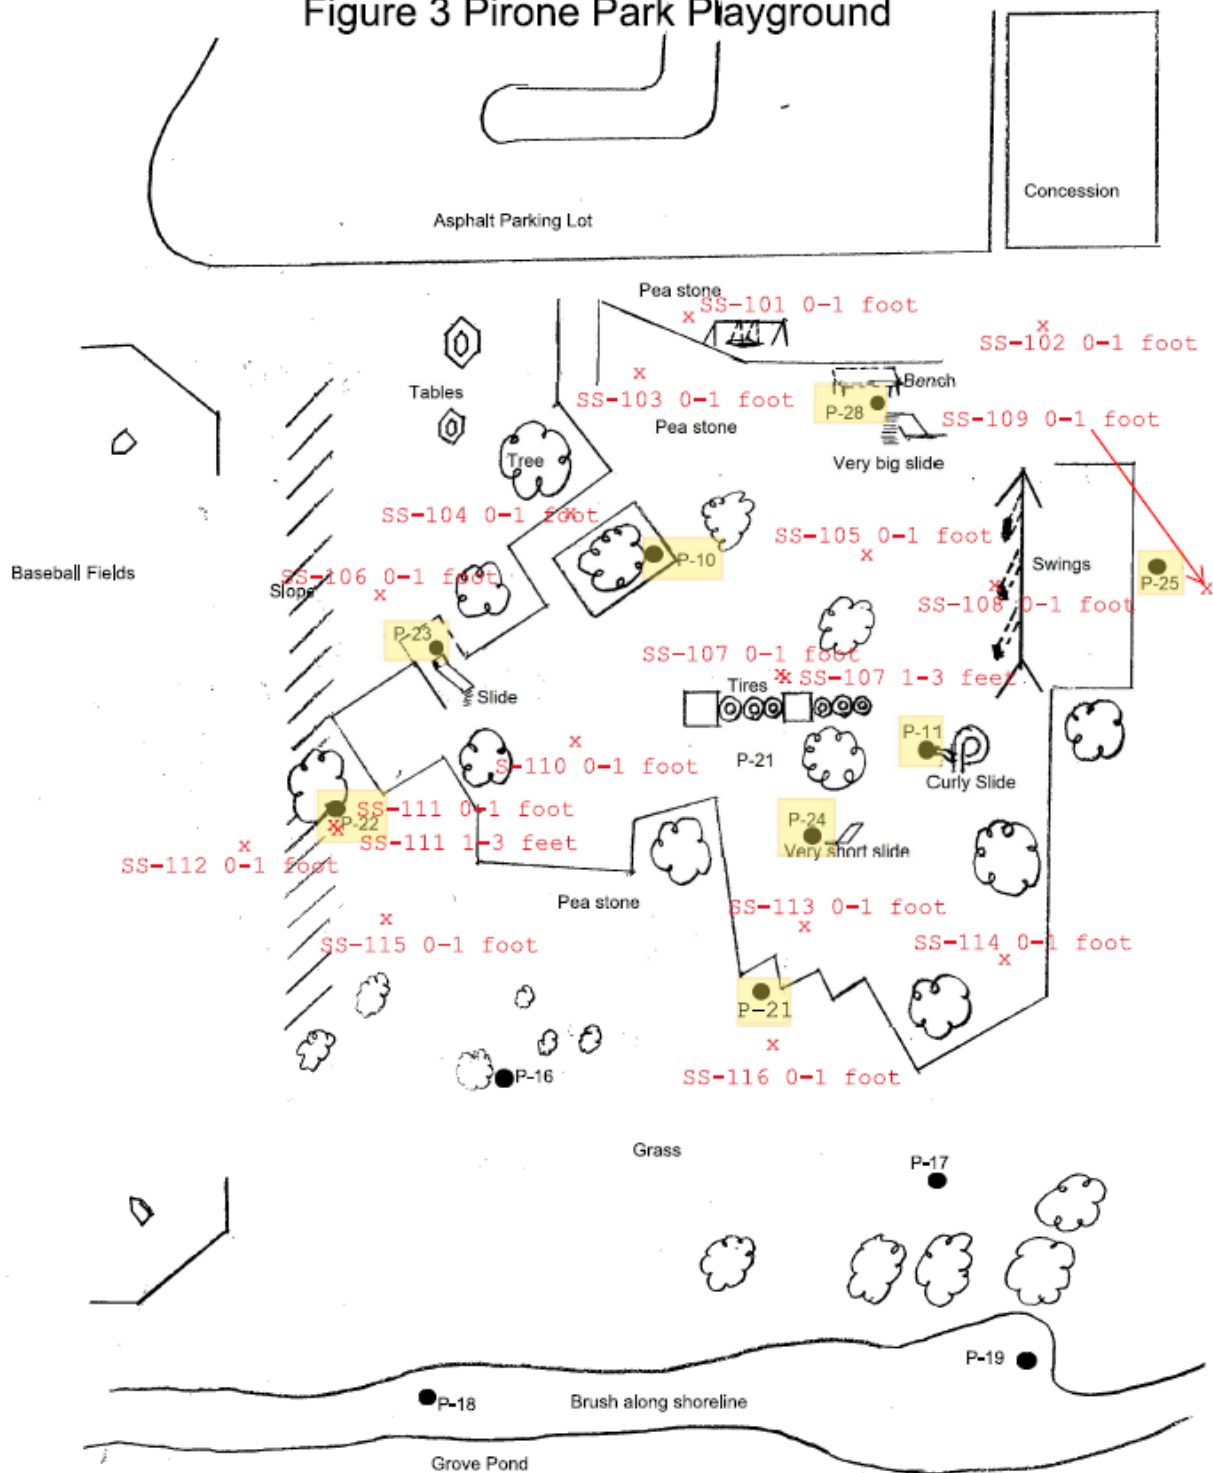 Figure 3 Pirone Park Playground
Concession
Asphalt Parking Lot
Pea stone
SS-101 0-1 foot
x
x
SS-102 0-1 foot
x
Bench
Tables
SS-103 0-1 foot
P-28
SS-109 0-1 foot
Pea stone
Tree
Very big slide
SS-104 0-1 foot
x
SS-105 0-1 foot
x
P-10
Swings
Baseball Fields
SS-106 0-1 foot
P-25
Slope
x
x
x
SS-108 0-1 foot
P-23
SS-107 0-1 foot
xx
SS-107 1-3 feet
Tires
Slide
P-11
x
P-21
S-110 0-1 foot
Curly Slide
SS-111 0-1 foot
P-22
xx
P-24
SS-111 1-3 feet
x
Very short slide
SS-112 0-1 foot
Pea stone
SS-113 0-1 foot
x
x
SS-115 0-1 foot
SS-114 0-1 foot
x
P-21
x
P-16
SS-116 0-1 foot
Grass
P-17
P-19
P-18
Brush along shoreline
Grove Pond